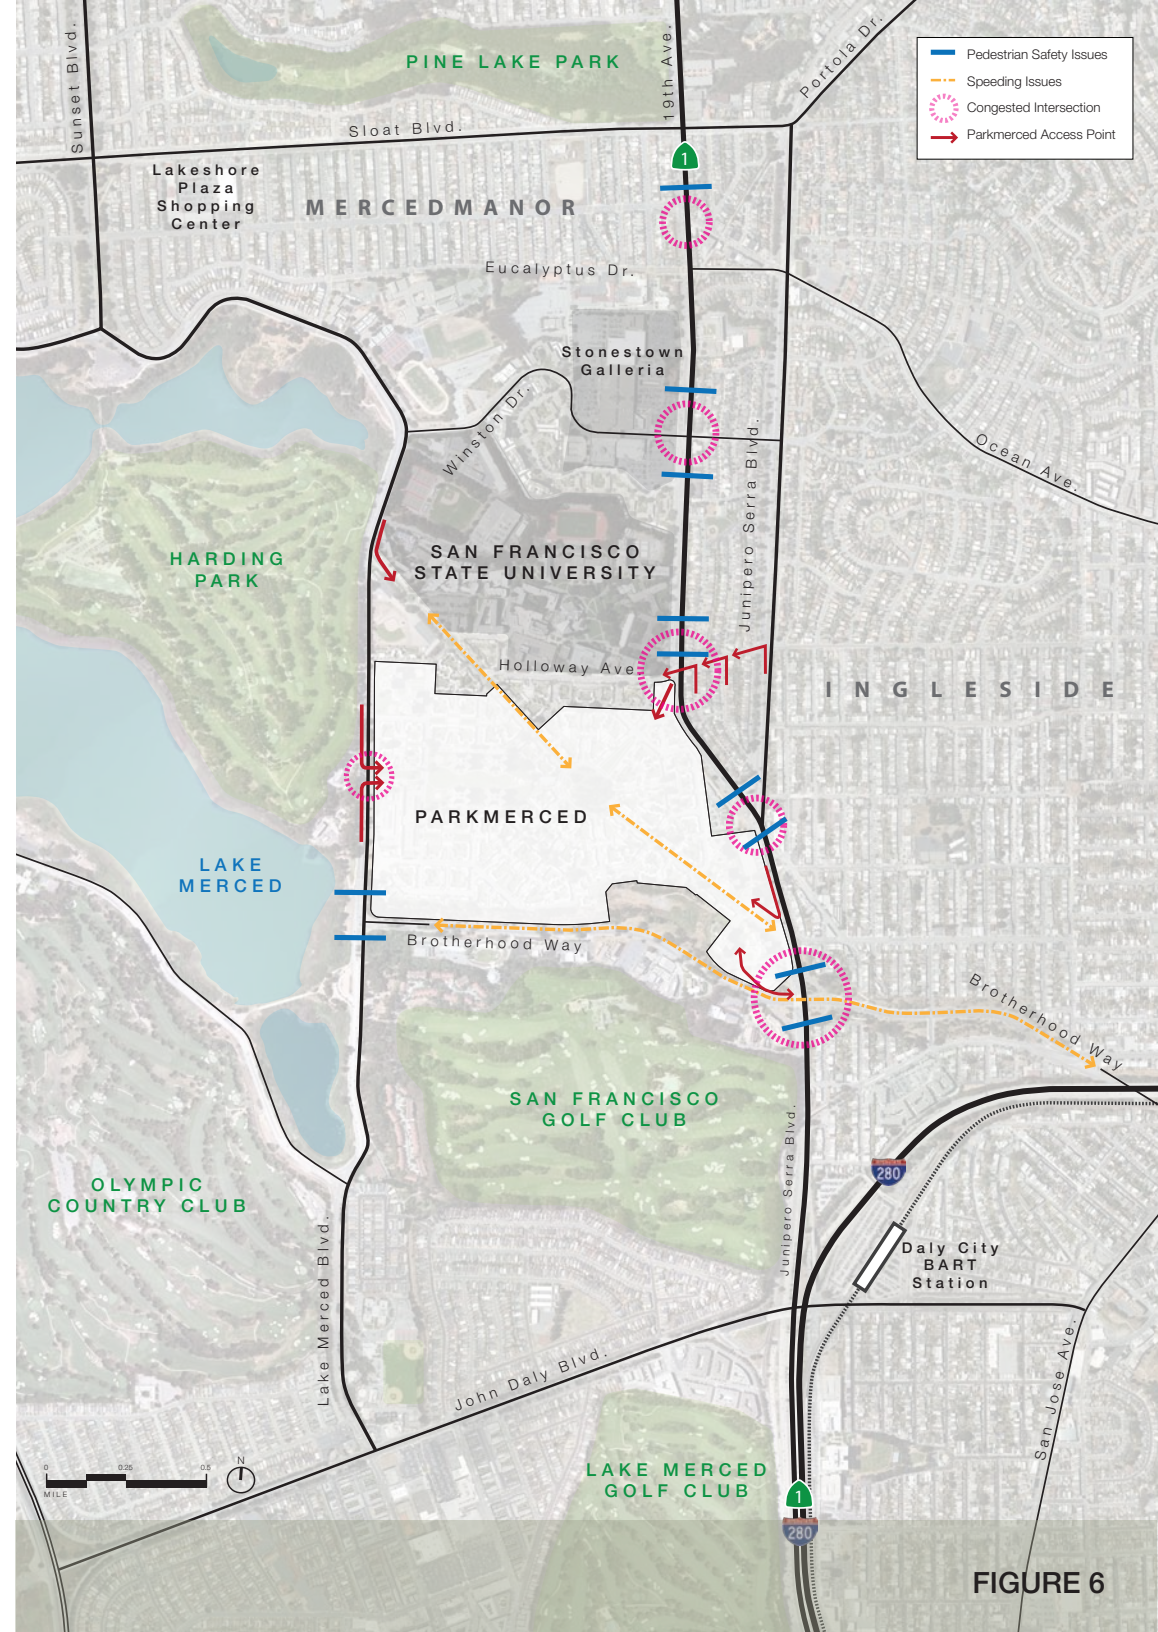 Sunset Blvd.
PINE LAKE PARK
19th Ave.
Portola Dr.
Pedestrian Safety Issues
Speeding Issues
Congested Intersection
Parkmerced Access Point
Sloat Blvd.
1
Lakeshore
Plaza
Shopping
Center
MERCEDMANOR
Eucalyptus Dr.
Stonestown
Galleria
Winston Dr.
Junipero Serra Blvd.
Ocean Ave.
HARDING
PARK
SAN FRANCISCO
STATE UNIVERSITY
Holloway Ave
INGLESIDE
PARKMERCED
LAKE
MERCED
Brotherhood Way
Brotherhood Way
SAN FRANCISCO
GOLF CLUB
Junipero Serra Blvd.
280
OLYMPIC
COUNTRY CLUB
Daly City
BART
Station
Lake Merced Blvd.
John Daly Blvd.
San Jose Ave.
0 0.25 0.5
MILE
N
LAKE MERCED
GOLF CLUB
1
280
FIGURE 6